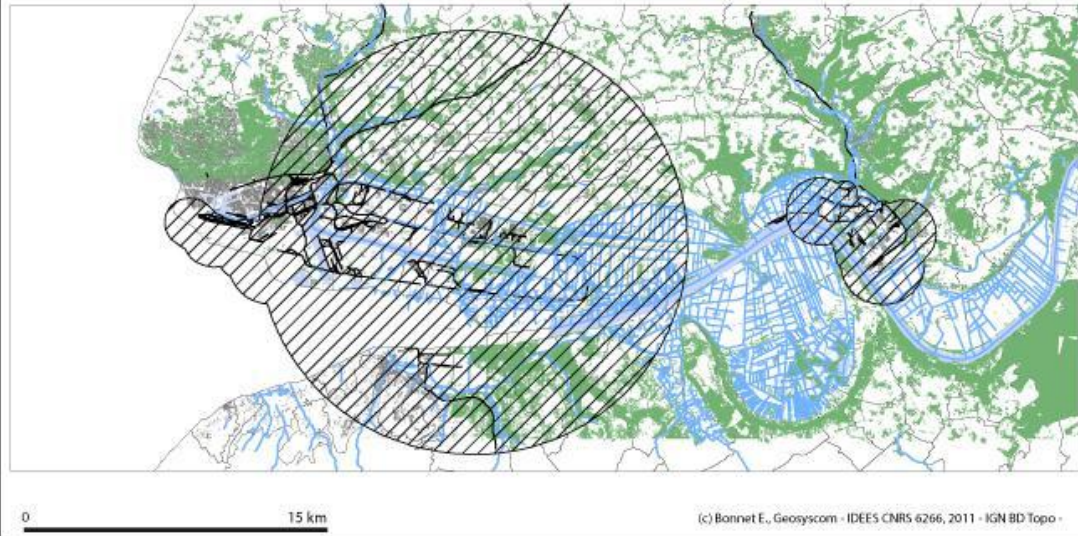 0 15 km
(c) Bonnet E., Geosyscom - IDEES CNRS 6266, 2011 - IGN BD Topo -